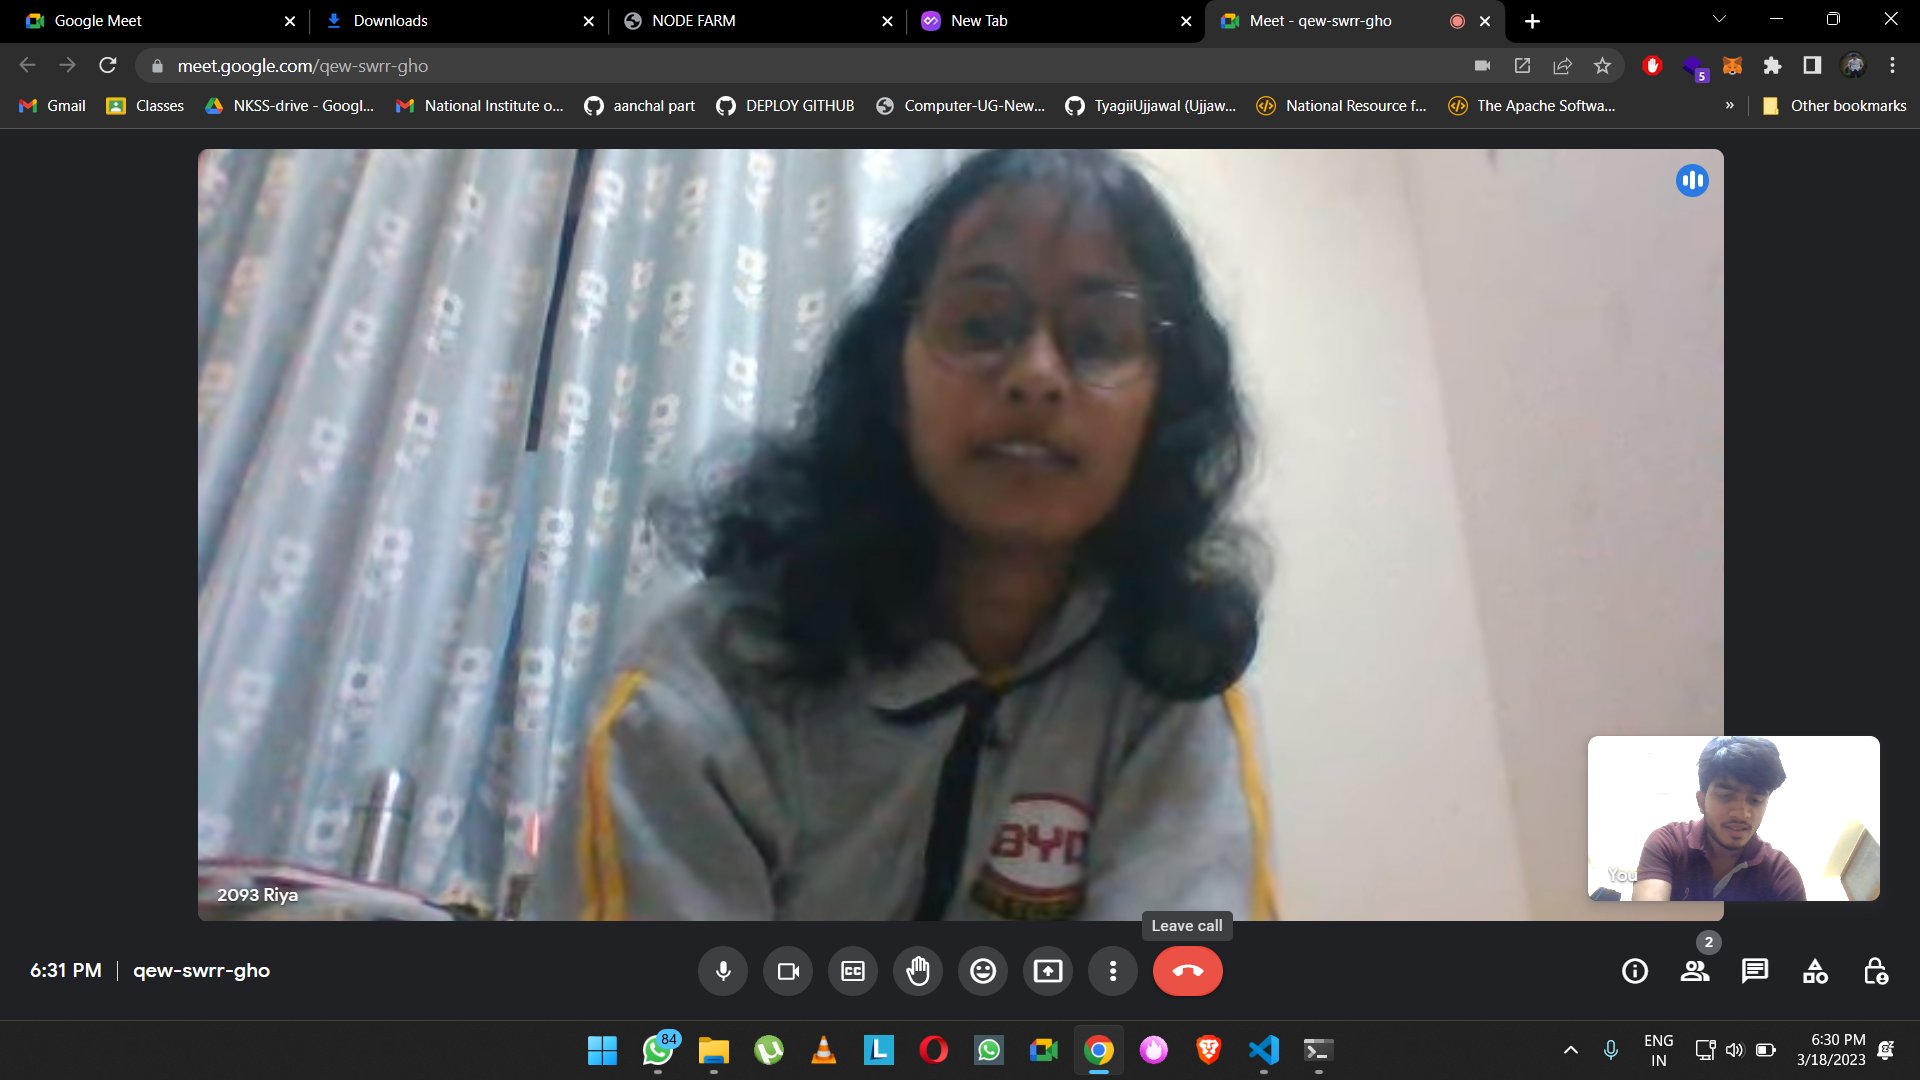 Google Meet
Downloads
NODE FARM
New Tab
Meet - qew-swrr-gho
meet.google.com/qew-swrr-gho
5
Gmail
Classes
NKSS-drive - Googl...
National Institute o...
aanchal part
DEPLOY GITHUB
Computer-UG-New...
TyagiiUjjawal (Ujjaw...
National Resource f...
The Apache Softwa...
»
Other bookmarks
BYD
2093 Riya
You
Leave call
6:31 PM
qew-swrr-gho
CC
2
84
L
ENG
IN
6:30 PM
3/18/2023